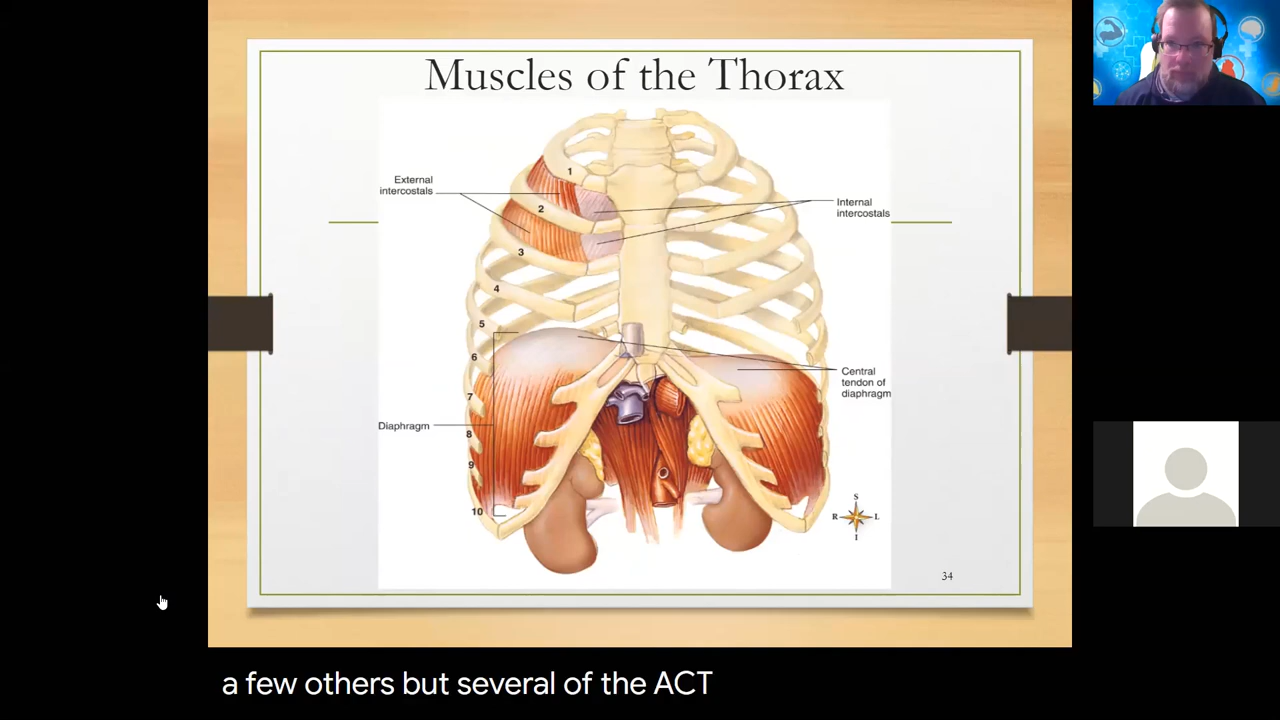 Muscles of the Thorax
External
intercostals
1
2
3
4
5
6
7
8
9
10
Internal
intercostals
Central
tendon of
diaphragm
Diaphragm
S
R
L
I
34
a few others but several of the ACT